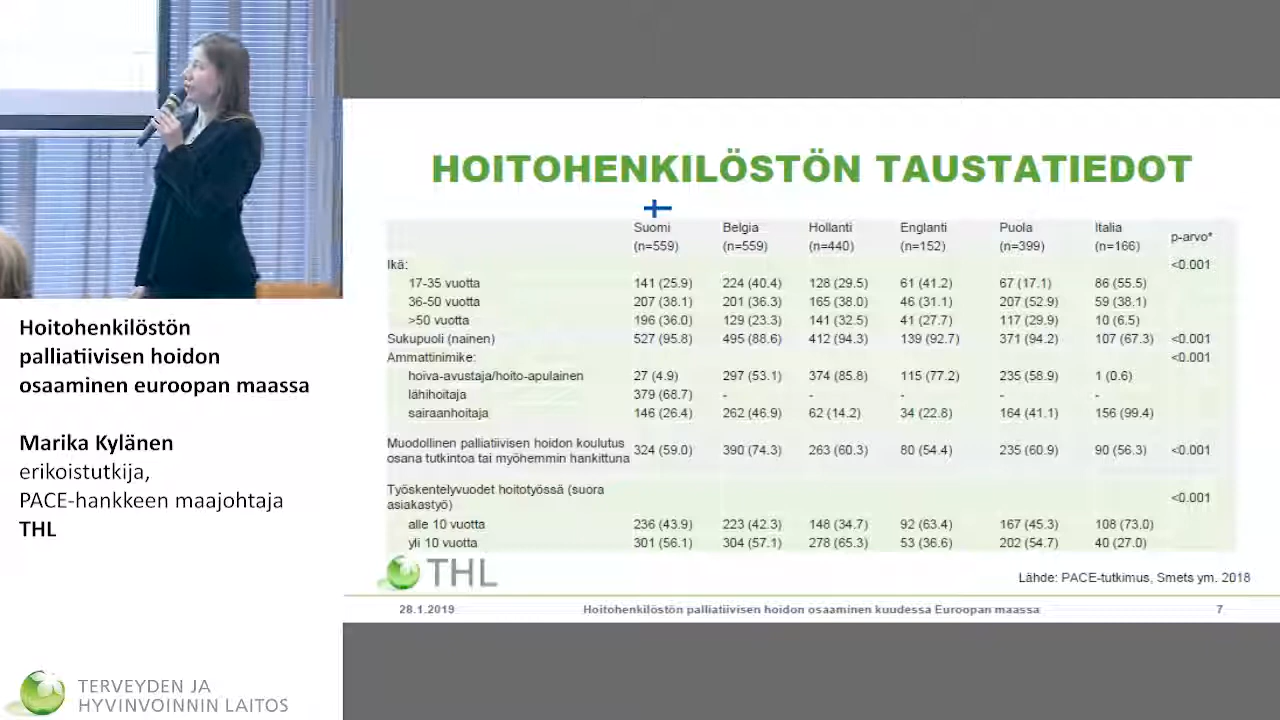 Hoitohenkilöstön
palliatiivisen hoidon
osaaminen euroopan maassa
Marika Kylänen
erikoistutkija,
PACE-hankkeen maajohtaja
THL
TERVEYDEN JA
HYVINVOINNIN LAITOS
HOITOHENKILÖSTÖN TAUSTATIEDOT
Suomi Belgia Hollanti Englanti Puola Italia p-arvo*
(n=559) (n=559) (n=440) (n=152) (n=399) (n=166)
Ikä: <0.001
17-35 vuotta 141 (25.9) 224 (40.4) 128 (29.5) 61 (41.2) 67 (17.1) 86 (55.5)
36-50 vuotta 207 (38.1) 201 (36.3) 165 (38.0) 46 (31.1) 207 (52.9) 59 (38.1)
>50 vuotta 196 (36.0) 129 (23.3) 141 (32.5) 41 (27.7) 117 (29.9) 10 (6.5)
Sukupuoli (nainen) 527 (95.8) 495 (88.6) 412 (94.3) 139 (92.7) 371 (94.2) 107 (67.3) <0.001
Ammattinimike: <0.001
hoiva-avustaja/hoito-apulainen 27 (4.9) 297 (53.1) 374 (85.8) 115 (77.2) 235 (58.9) 1 (0.6)
lähihoitaja 379 (68.7) - - - - -
sairaanhoitaja 146 (26.4) 262 (46.9) 62 (14.2) 34 (22.8) 164 (41.1) 156 (99.4)
Muodollinen palliatiivisen hoidon koulutus
osana tutkintoa tai myöhemmin hankittuna 324 (59.0) 390 (74.3) 263 (60.3) 80 (54.4) 235 (60.9) 90 (56.3) <0.001
Työskentelyvuodet hoitotyössä (suora
asiakastyö) <0.001
alle 10 vuotta 236 (43.9) 223 (42.3) 148 (34.7) 92 (63.4) 167 (45.3) 108 (73.0)
yli 10 vuotta 301 (56.1) 304 (57.1) 278 (65.3) 53 (36.6) 202 (54.7) 40 (27.0)
THL
Lähde: PACE-tutkimus, Smets ym. 2018
28.1.2019 Hoitohenkilöstön palliatiivisen hoidon osaaminen kuudessa Euroopan maassa 7